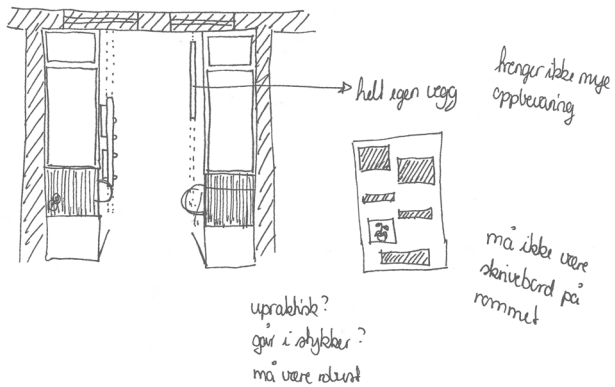 helt egen vegg
trenger ikke mye
oppbevaring
må ikke være
skrivebord på
rommet
upraktisk?
går i stykker?
må være robust